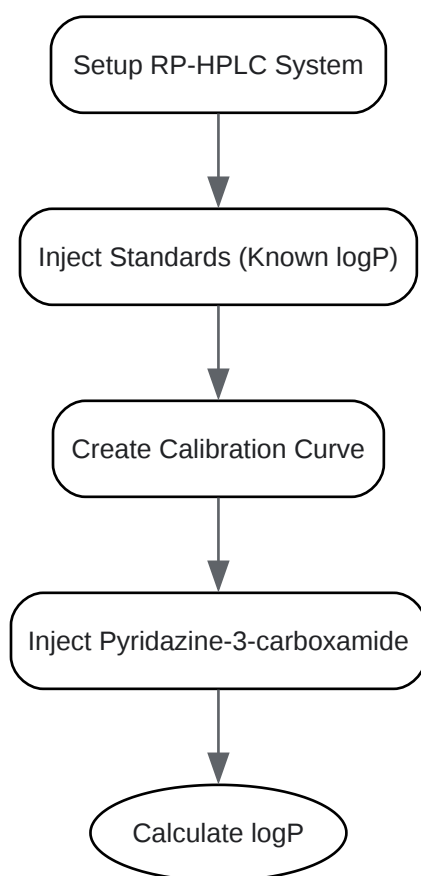 Setup RP-HPLC System
Inject Standards (Known logP)
Create Calibration Curve
Inject Pyridazine-3-carboxamide
Calculate logP